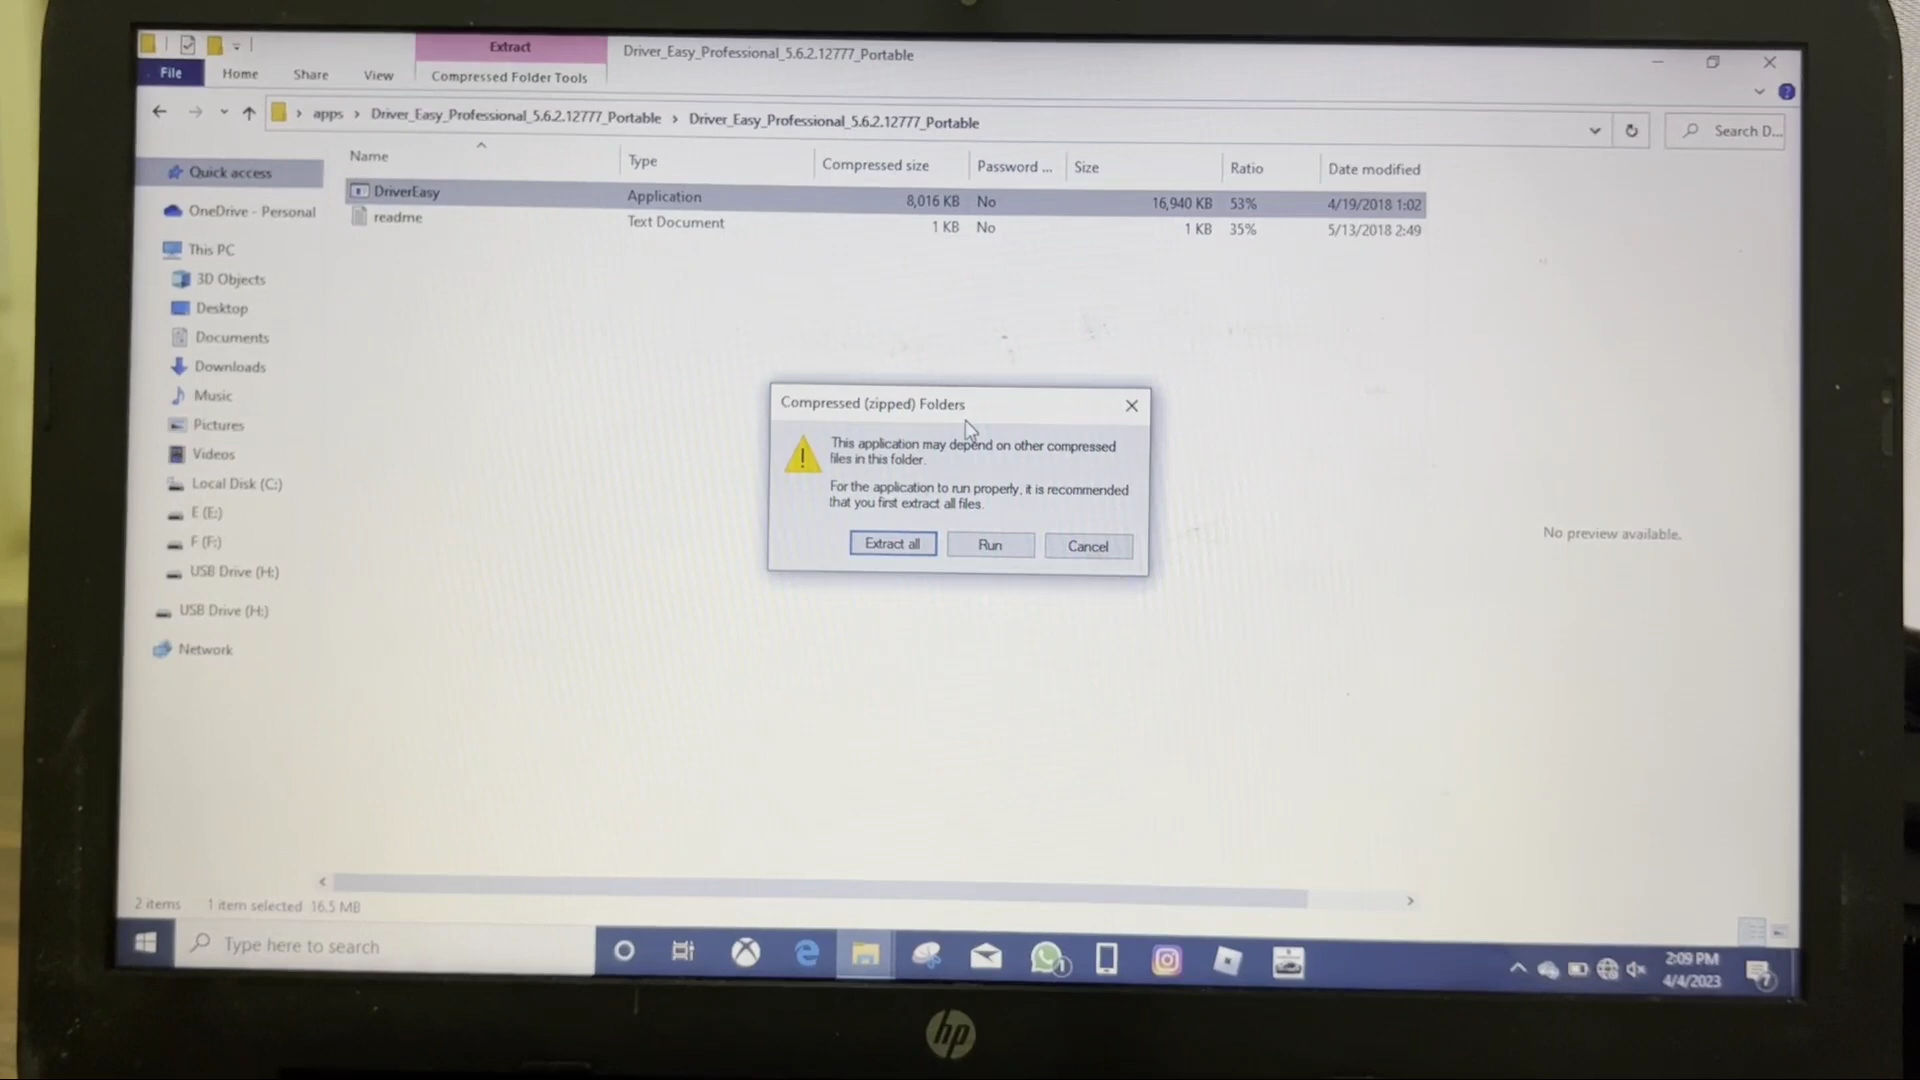 Extract
Driver_Easy_Professional_5.6.2.12777_Portable
File Home Share View Compressed Folder Tools
apps > Driver_Easy_Professional_5.6.2.12777_Portable > Driver_Easy_Professional_5.6.2.12777_Portable
Search D...
Name Type Compressed size Password ... Size Ratio Date modified
DriverEasy Application 8,016 KB No 16,940 KB 53% 4/19/2018 1:02
readme Text Document 1 KB No 1 KB 35% 5/13/2018 2:49
Quick access
OneDrive - Personal
This PC
3D Objects
Desktop
Documents
Downloads
Music
Pictures
Videos
Local Disk (C:)
E (E:)
F (F:)
USB Drive (H:)
USB Drive (H:)
Network
Compressed (zipped) Folders
This application may depend on other compressed
files in this folder.
For the application to run properly, it is recommended
that you first extract all files.
Extract all Run Cancel
No preview available.
2 items 1 item selected 16.5 MB
Type here to search
2:09 PM
4/4/2023
hp